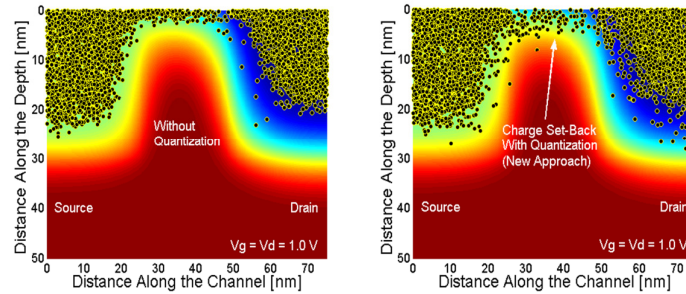 Distance Along the Depth [nm]
0
10
20
30
40
50
Without
Quantization
Source
Drain
Vg = Vd = 1.0 V
0 10 20 30 40 50 60 70
Distance Along the Channel [nm]
Distance Along the Depth [nm]
0
10
20
30
40
50
Charge Set-Back
With Quantization
(New Approach)
Source
Drain
Vg = Vd = 1.0 V
0 10 20 30 40 50 60 70
Distance Along the Channel [nm]